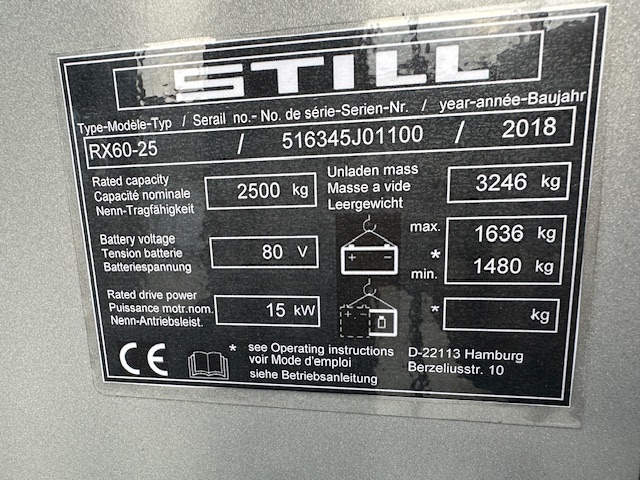 STILL
Type-Modèle-Typ / Serail no.- No. de série-Serien-Nr. / year-année-Baujahr
RX60-25 / 516345J01100 / 2018
Rated capacity
Capacité nominale
Nenn-Tragfähigkeit
2500 kg
Unladen mass
Masse a vide
Leergewicht
3246 kg
Battery voltage
Tension batterie
Batteriespannung
80 V
max. 1636 kg
*
min. 1480 kg
Rated drive power
Puissance motr.nom.
Nenn-Antriebsleist.
15 kW
* kg
CE
* see Operating instructions
voir Mode d'emploi
siehe Betriebsanleitung
D-22113 Hamburg
Berzeliusstr. 10